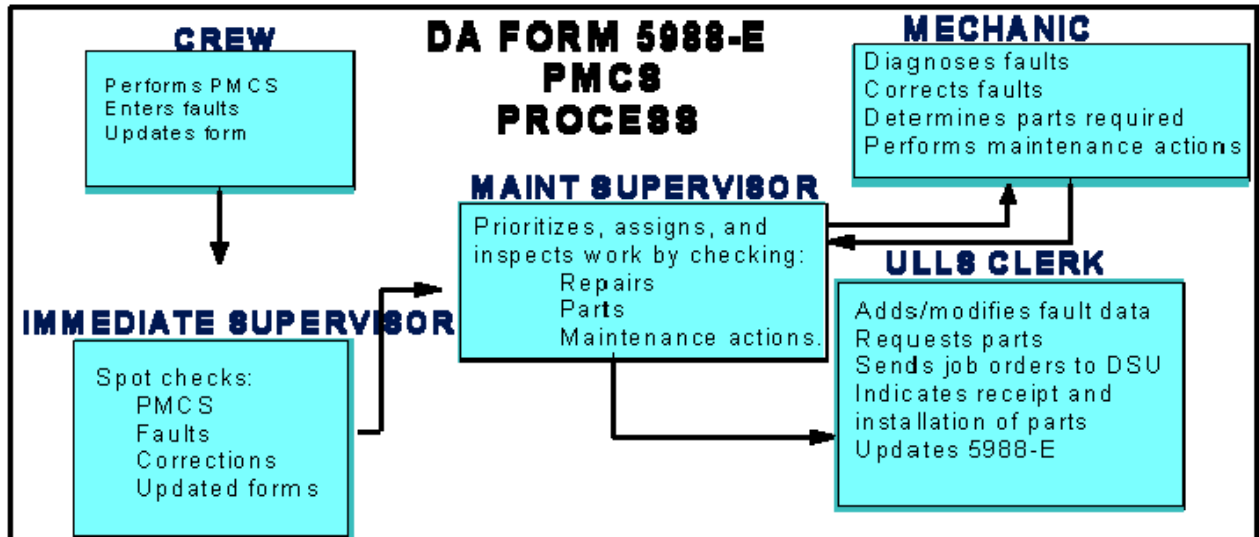 DA FORM 5988-E
PMCS
PROCESS
CREW
Performs PMCS
Enters faults
Updates form
IMMEDIATE SUPERVISOR
Spot checks:
PMCS
Faults
Corrections
Updated forms
MAINT SUPERVISOR
Prioritizes, assigns, and
inspects work by checking:
Repairs
Parts
Maintenance actions.
MECHANIC
Diagnoses faults
Corrects faults
Determines parts required
Performs maintenance actions
ULLS CLERK
Adds/modifies fault data
Requests parts
Sends job orders to DSU
Indicates receipt and
installation of parts
Updates 5988-E